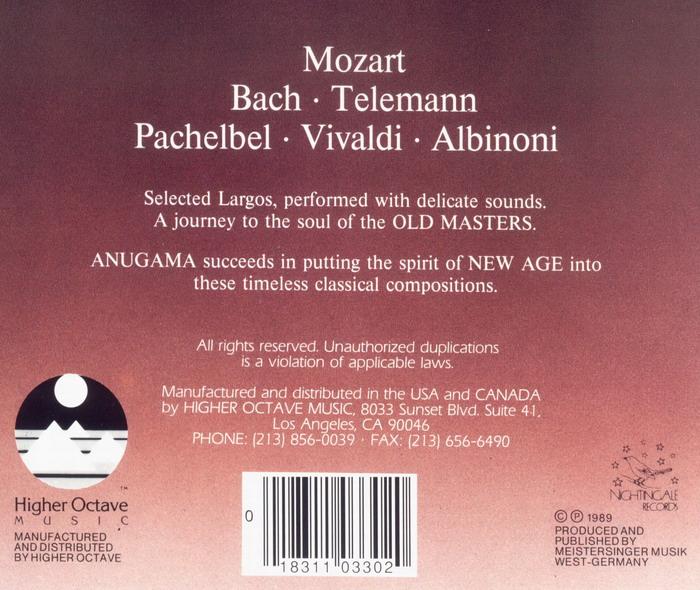 Mozart
Bach · Telemann
Pachelbel · Vivaldi · Albinoni
Selected Largos, performed with delicate sounds.
A journey to the soul of the OLD MASTERS.
ANUGAMA succeeds in putting the spirit of NEW AGE into
these timeless classical compositions.
All rights reserved. Unauthorized duplications
is a violation of applicable laws.
Manufactured and distributed in the USA and CANADA
by HIGHER OCTAVE MUSIC, 8033 Sunset Blvd. Suite 41,
Los Angeles, CA 90046
PHONE: (213) 856-0039 · FAX: (213) 656-6490
™
Higher Octave
MUSIC
MANUFACTURED
AND DISTRIBUTED
BY HIGHER OCTAVE
0
18311 03302
NIGHTINGALE
RECORDS
© ℗ 1989
PRODUCED AND
PUBLISHED BY
MEISTERSINGER MUSIK
WEST-GERMANY